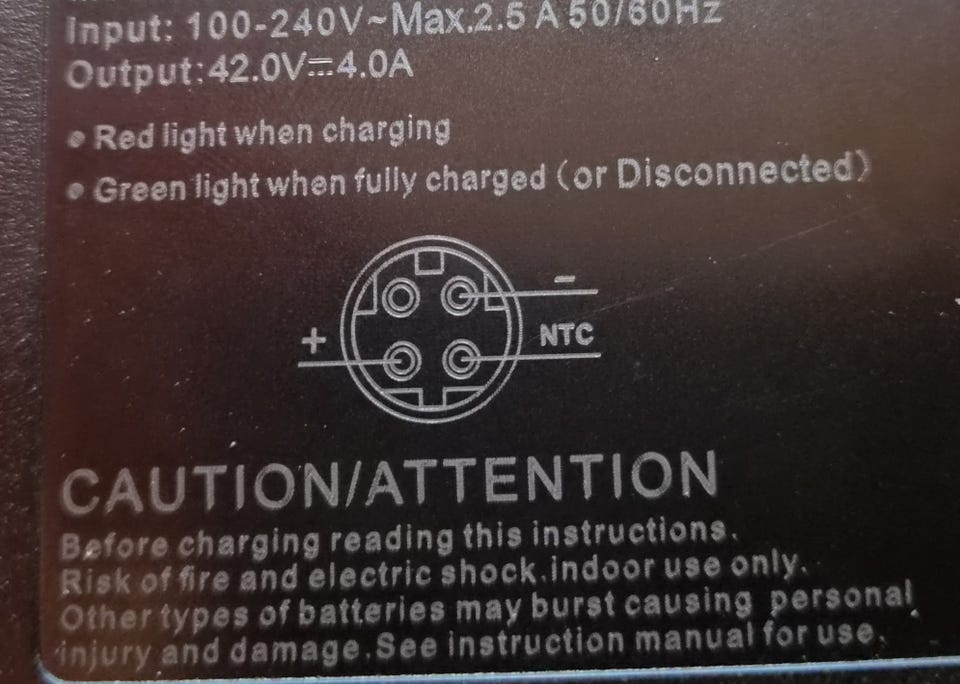 Input: 100-240V~Max.2.5 A 50/60Hz
Output:42.0V⎓4.0A
• Red light when charging
• Green light when fully charged (or Disconnected)
-
+ NTC
CAUTION/ATTENTION
Before charging reading this instructions.
Risk of fire and electric shock.indoor use only.
Other types of batteries may burst causing personal
injury and damage.See instruction manual for use.